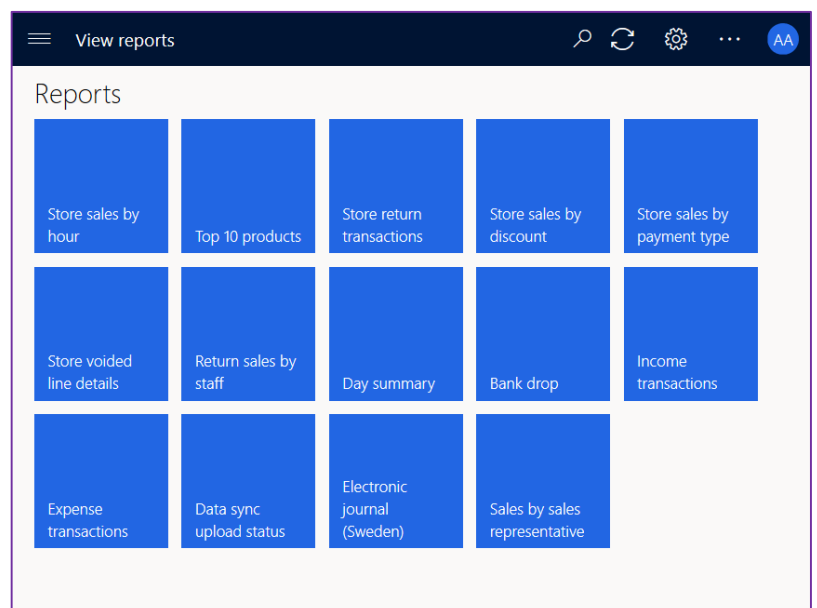 View reports
AA
Reports
Store sales by
hour
Top 10 products
Store return
transactions
Store sales by
discount
Store sales by
payment type
Store voided
line details
Return sales by
staff
Day summary
Bank drop
Income
transactions
Expense
transactions
Data sync
upload status
Electronic
journal
(Sweden)
Sales by sales
representative